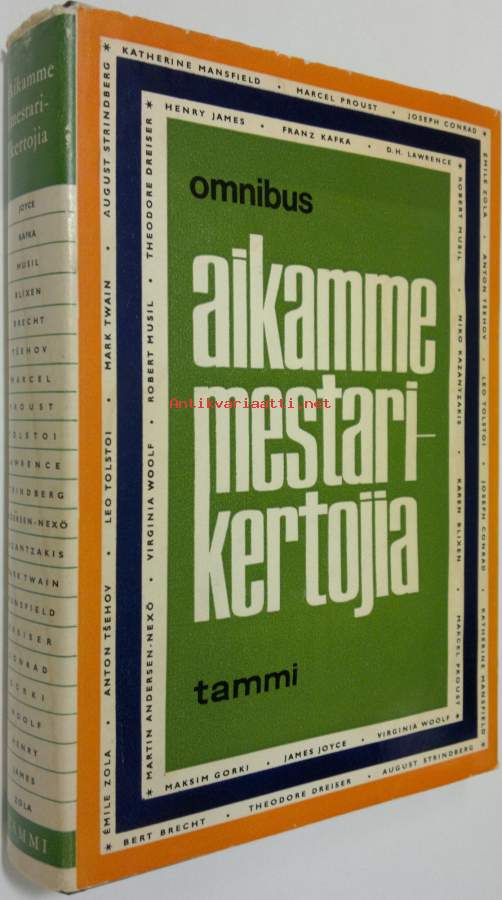 Aikamme
mestari-
kertojia
JOYCE
KAFKA
MUSIL
BLIXEN
BRECHT
TŠEHOV
MARCEL
PROUST
TOLSTOI
LAWRENCE
STRINDBERG
ANDERSEN-NEXÖ
KAZANTZAKIS
MARK TWAIN
MANSFIELD
DREISER
CONRAD
GORKI
WOOLF
HENRY
JAMES
ZOLA
TAMMI
* KATHERINE MANSFIELD • MARCEL PROUST • JOSEPH CONRAD *
ÉMILE ZOLA • ANTON TŠEHOV • LEO TOLSTOI • JOSEPH CONRAD • KATHERINE MANSFIELD *
* BERT BRECHT • THEODORE DREISER • AUGUST STRINDBERG
* ÉMILE ZOLA • ANTON TŠEHOV • LEO TOLSTOI • MARK TWAIN • AUGUST STRINDBERG *
* HENRY JAMES • FRANZ KAFKA • D.H. LAWRENCE *
ROBERT MUSIL • NIKO KAZANTZAKIS • KAREN BLIXEN • MARCEL PROUST *
MAKSIM GORKI • JAMES JOYCE • VIRGINIA WOOLF
* MARTIN ANDERSEN-NEXÖ • VIRGINIA WOOLF • ROBERT MUSIL • THEODORE DREISER *
omnibus
aikamme
mestari-
kertojia
tammi
Antikvariaatti.net